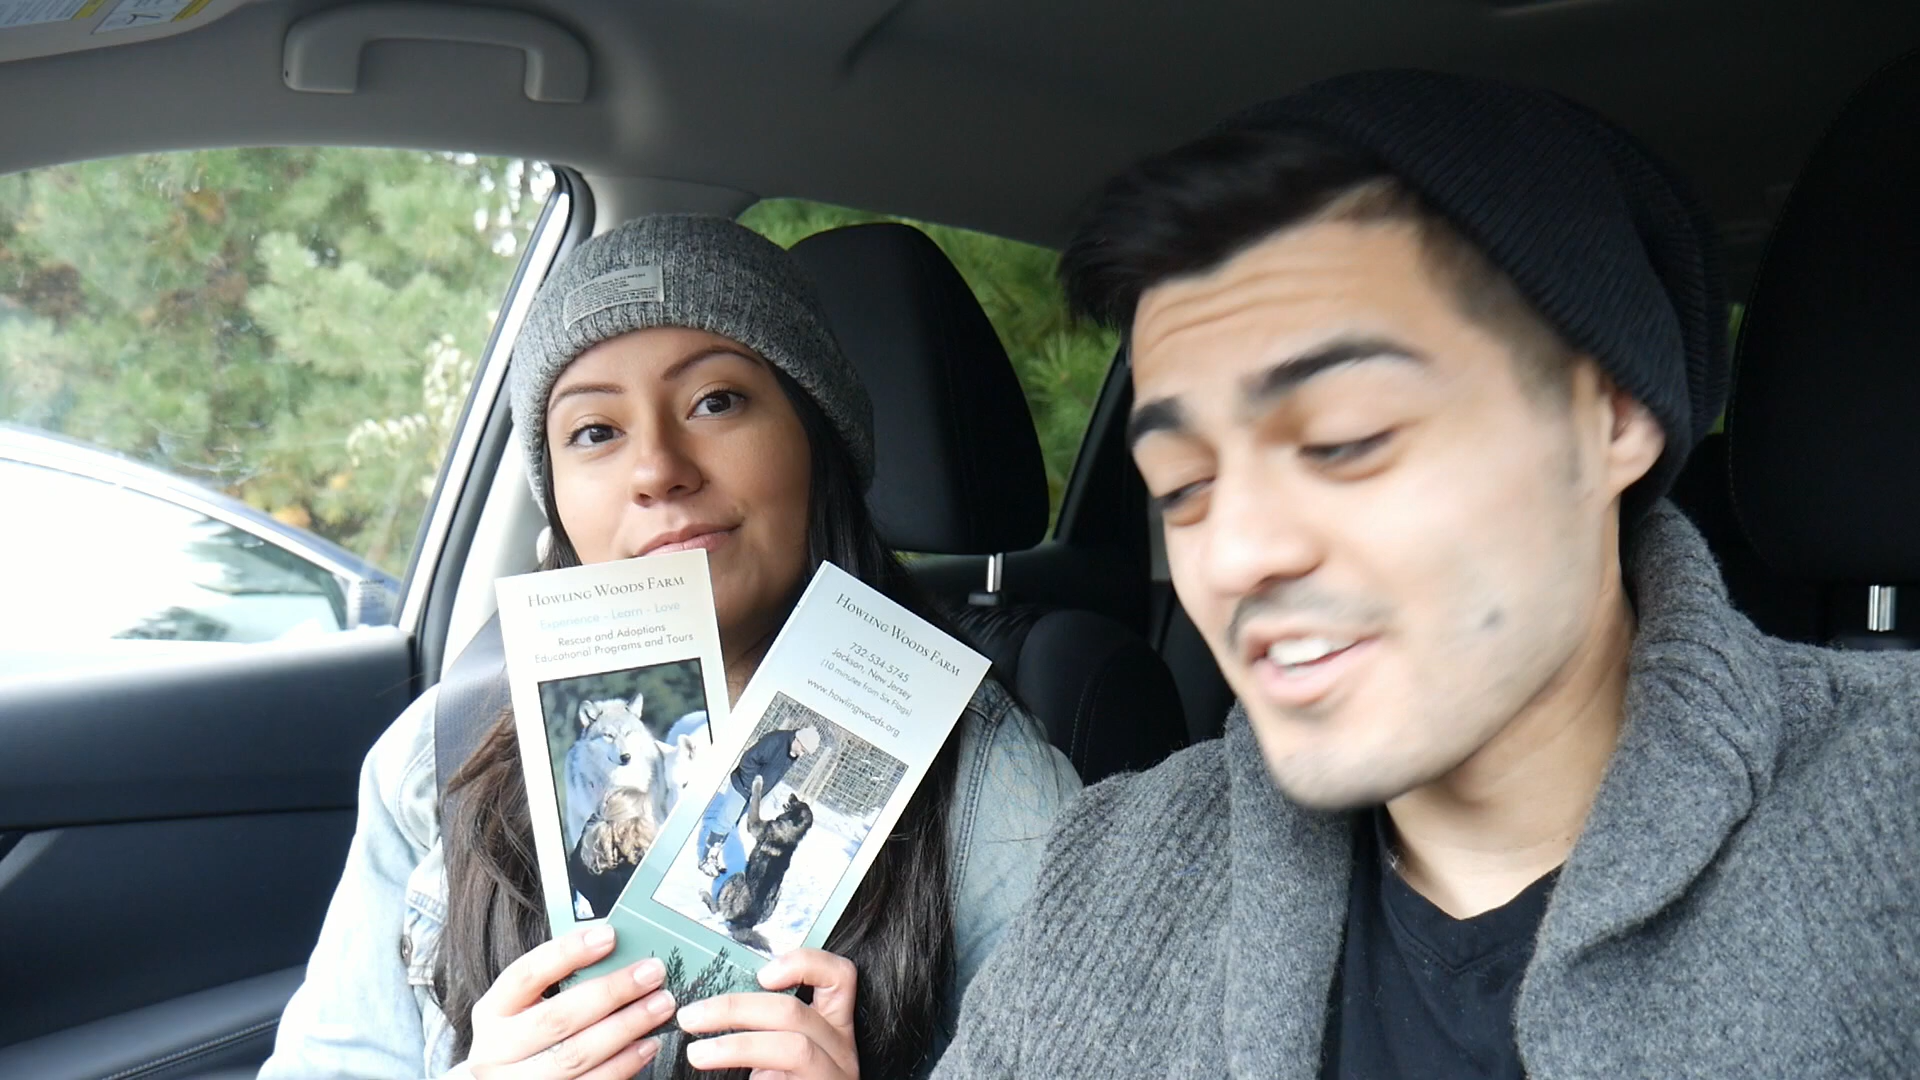 HOWLING WOODS FARM
Experience - Learn - Love
Rescue and Adoptions
Educational Programs and Tours
HOWLING WOODS FARM
732-534-5745
Jackson, New Jersey
(10 minutes from Six Flags)
www.howlingwoods.org